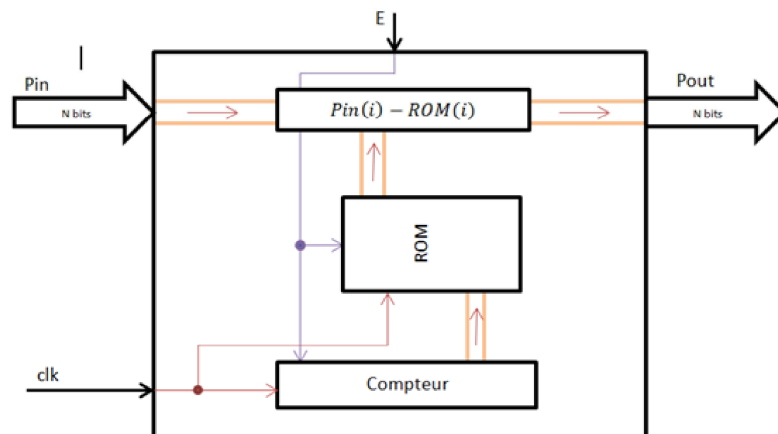 E
Pin
N bits
Pin(i) − ROM(i)
Pout
N bits
ROM
clk
Compteur